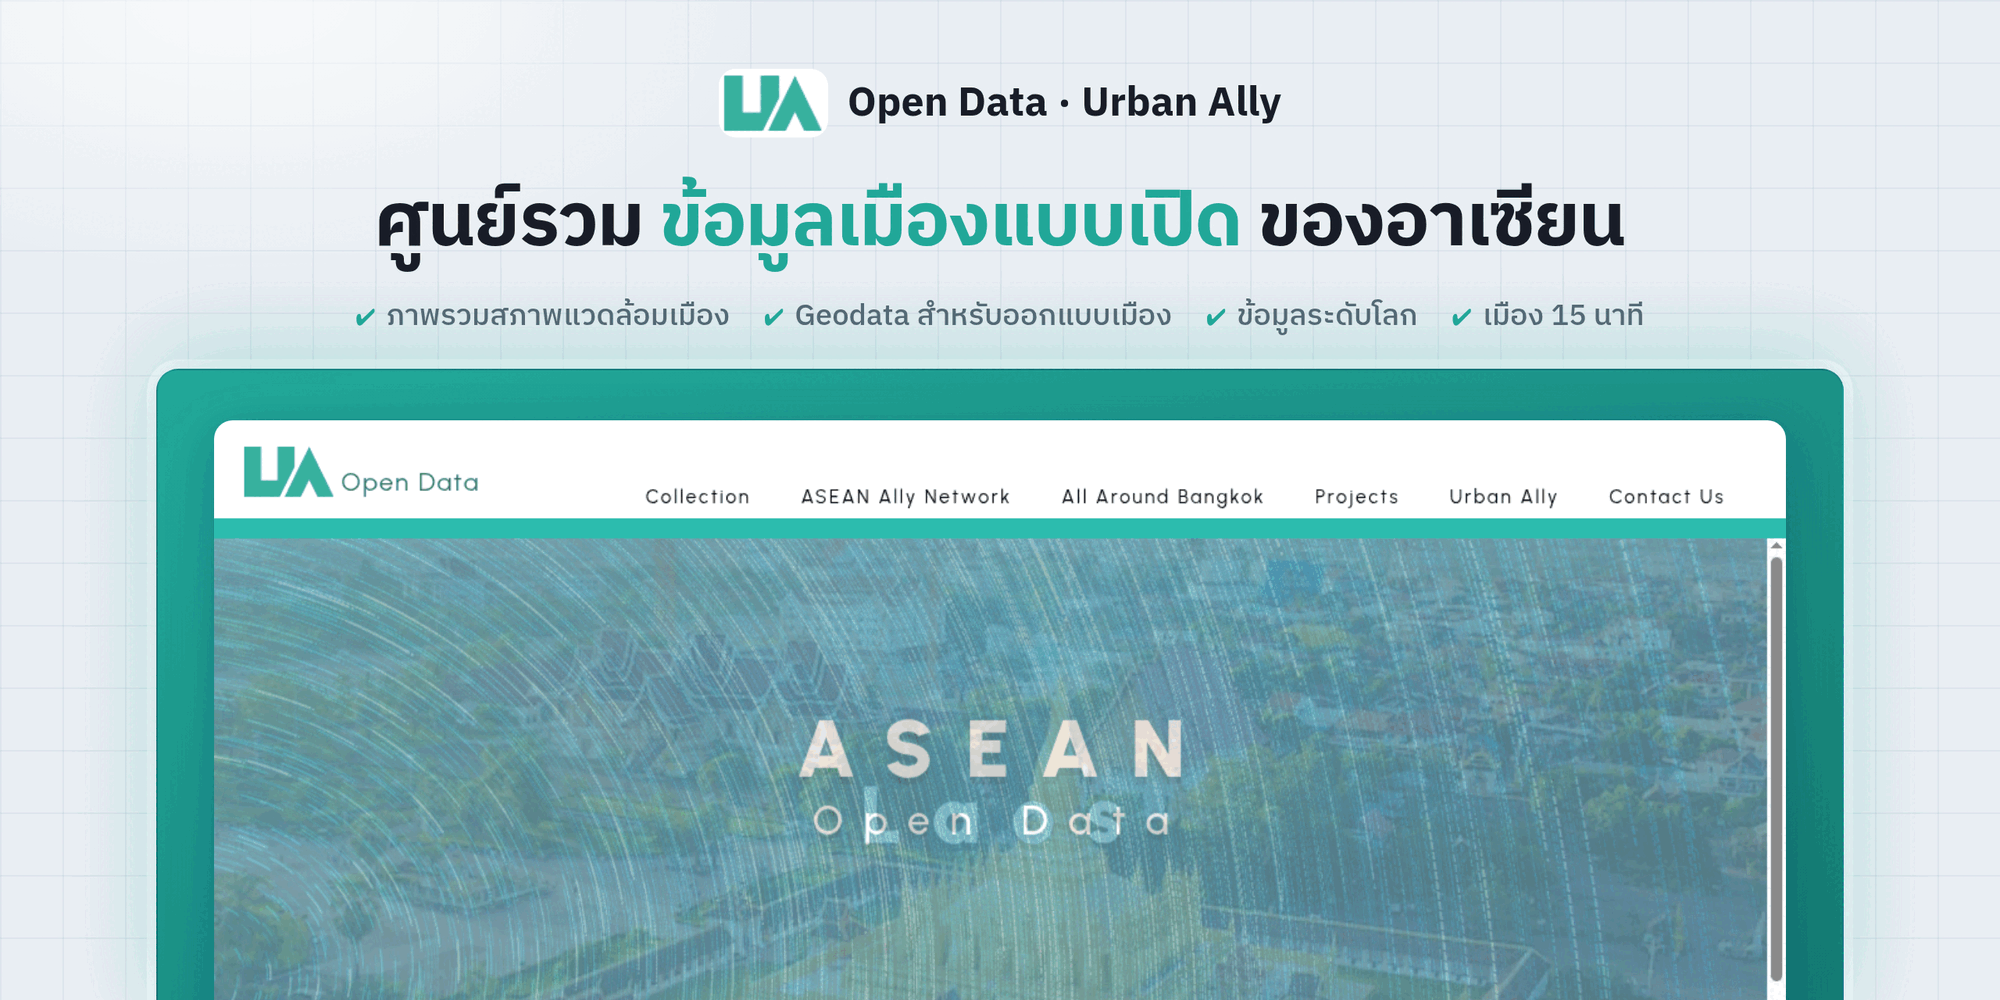 UA Open Data · Urban Ally
ศูนย์รวม ข้อมูลเมืองแบบเปิด ของอาเซียน
✔ ภาพรวมสภาพแวดล้อมเมือง ✔ Geodata สำหรับออกแบบเมือง ✔ ข้อมูลระดับโลก ✔ เมือง 15 นาที
UA Open Data Collection ASEAN Ally Network All Around Bangkok Projects Urban Ally Contact Us
ASEAN
Laos
Open Data